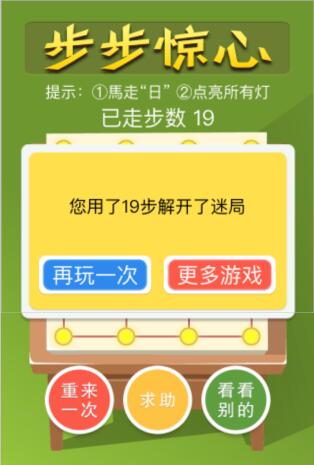 步步惊心
提示：①馬走“日” ②点亮所有灯
已走步数 19
您用了19步解开了迷局
再玩一次 更多游戏
重来 求助 看看
一次 别的